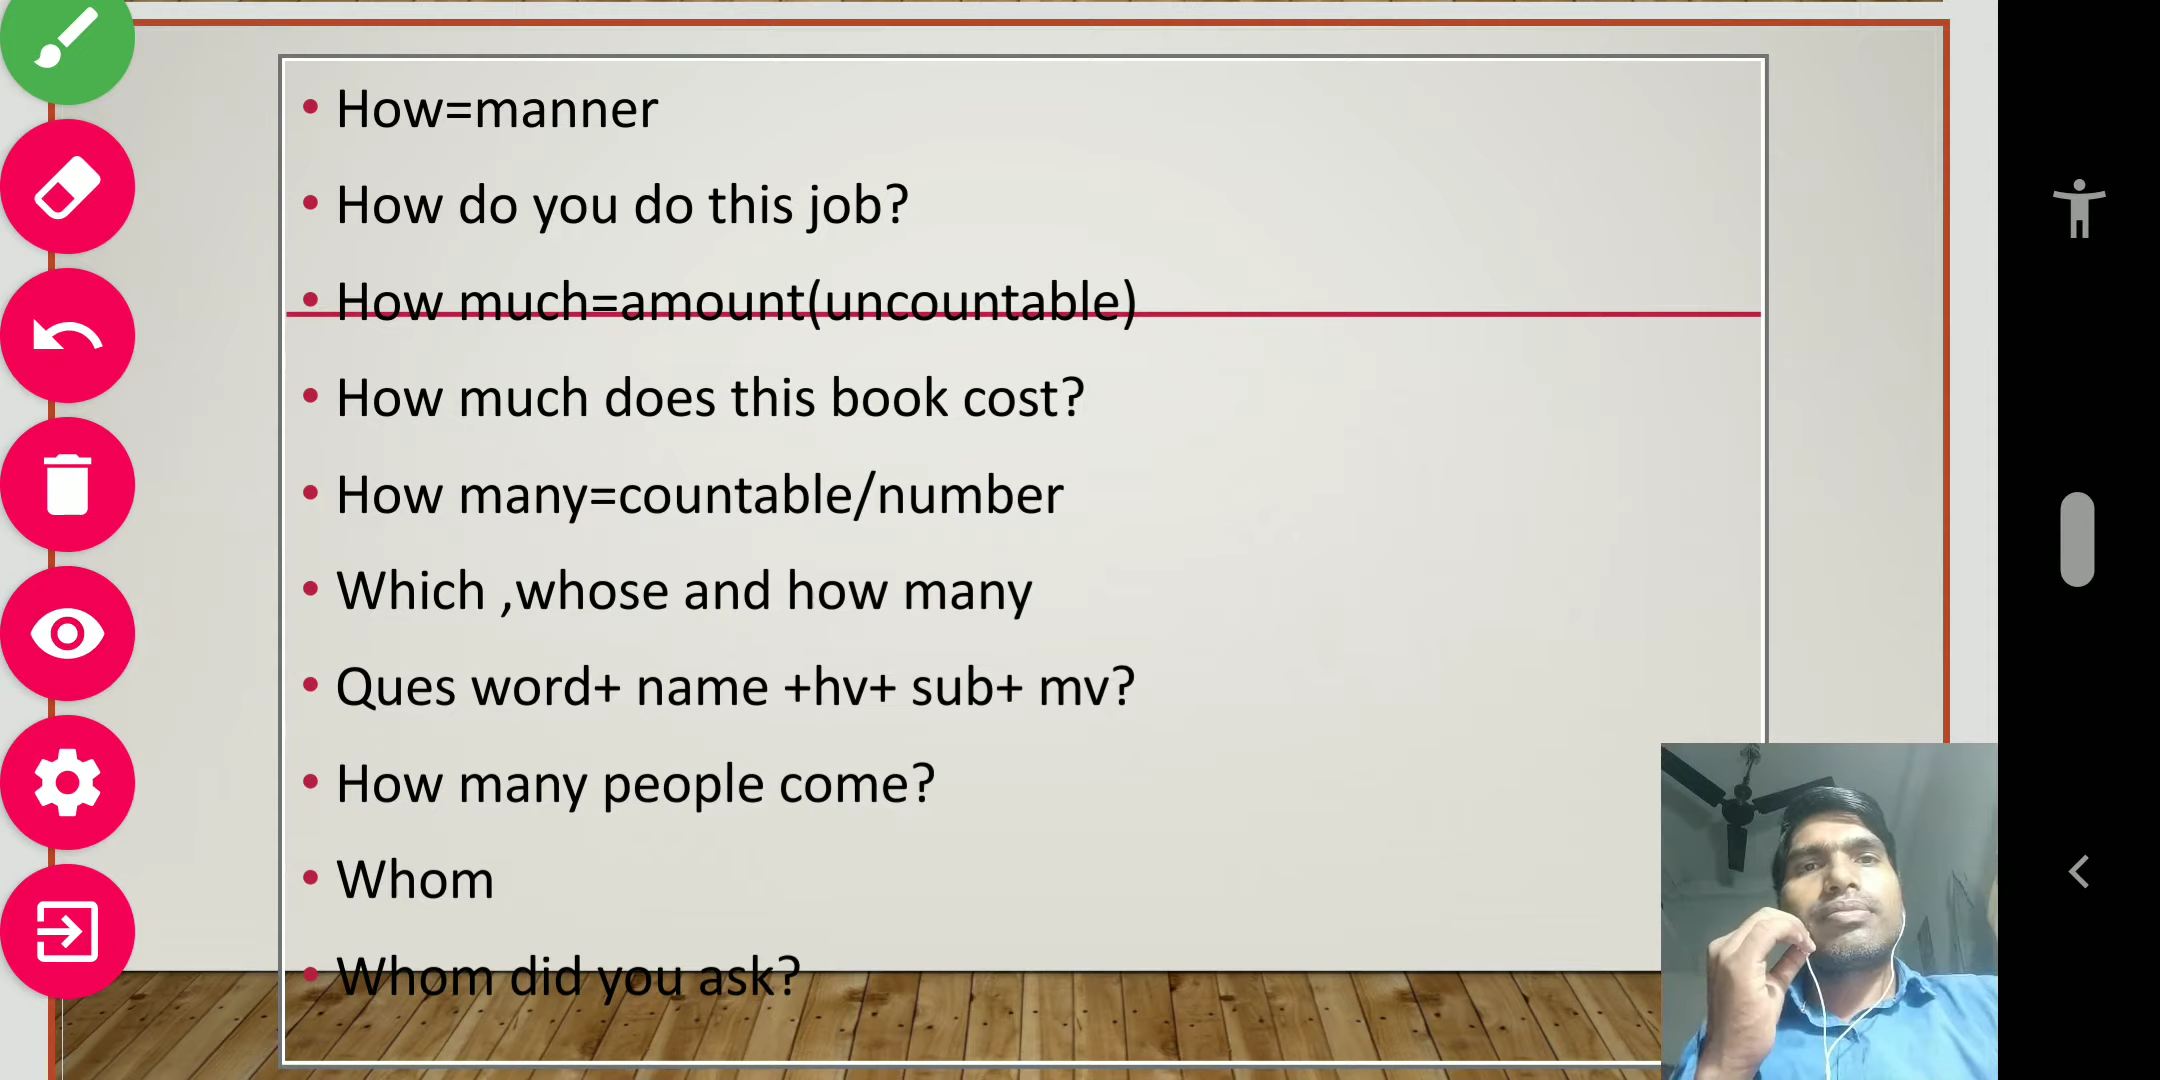 How=manner
How do you do this job?
How much=amount(uncountable)
How much does this book cost?
How many=countable/number
Which ,whose and how many
Ques word+ name +hv+ sub+ mv?
How many people come?
Whom
Whom did you ask?